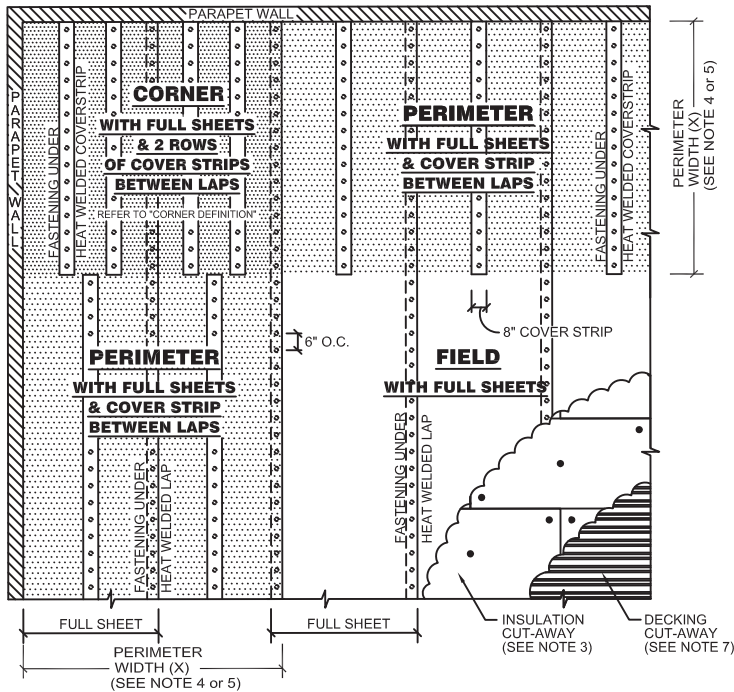 PARAPET WALL
PARAPET WALL
CORNER
WITH FULL SHEETS
& 2 ROWS
OF COVER STRIPS
BETWEEN LAPS
REFER TO "CORNER DEFINITION"
FASTENING UNDER
HEAT WELDED COVERSTRIP
PERIMETER
WITH FULL SHEETS
& COVER STRIP
BETWEEN LAPS
FASTENING UNDER
HEAT WELDED COVERSTRIP
PERIMETER
WIDTH (X)
(SEE NOTE 4 or 5)
8" COVER STRIP
6" O.C.
PERIMETER
WITH FULL SHEETS
& COVER STRIP
BETWEEN LAPS
FIELD
WITH FULL SHEETS
FASTENING UNDER
HEAT WELDED LAP
FASTENING UNDER
HEAT WELDED LAP
FULL SHEET
FULL SHEET
INSULATION
CUT-AWAY
(SEE NOTE 3)
DECKING
CUT-AWAY
(SEE NOTE 7)
PERIMETER
WIDTH (X)
(SEE NOTE 4 or 5)